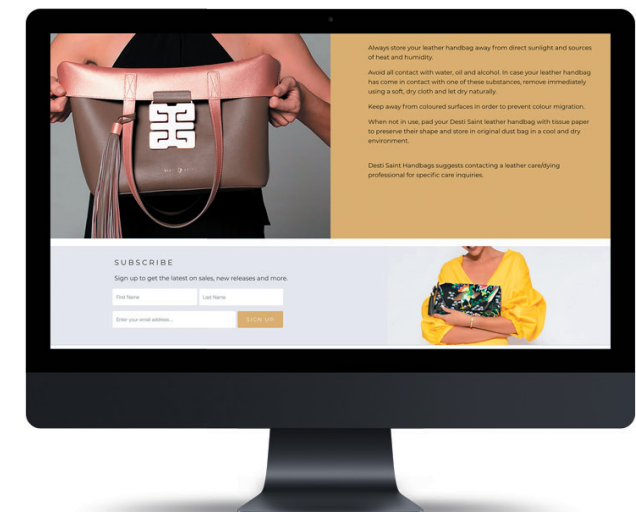 Always store your leather handbag away from direct sunlight and sources
of heat and humidity.
Avoid all contact with water, oil and alcohol. In case your leather handbag
has come in contact with one of these substances, remove immediately
using a soft, dry cloth and let dry naturally.
Keep away from coloured surfaces in order to prevent colour migration.
When not in use, pad your Desti Saint leather handbag with tissue paper
to preserve their shape and store in original dust bag in a cool and dry
environment.
Desti Saint Handbags suggests contacting a leather care/dying
professional for specific care inquiries.
SUBSCRIBE
Sign up to get the latest on sales, new releases and more.
First Name
Last Name
Enter your email address...
SIGN UP